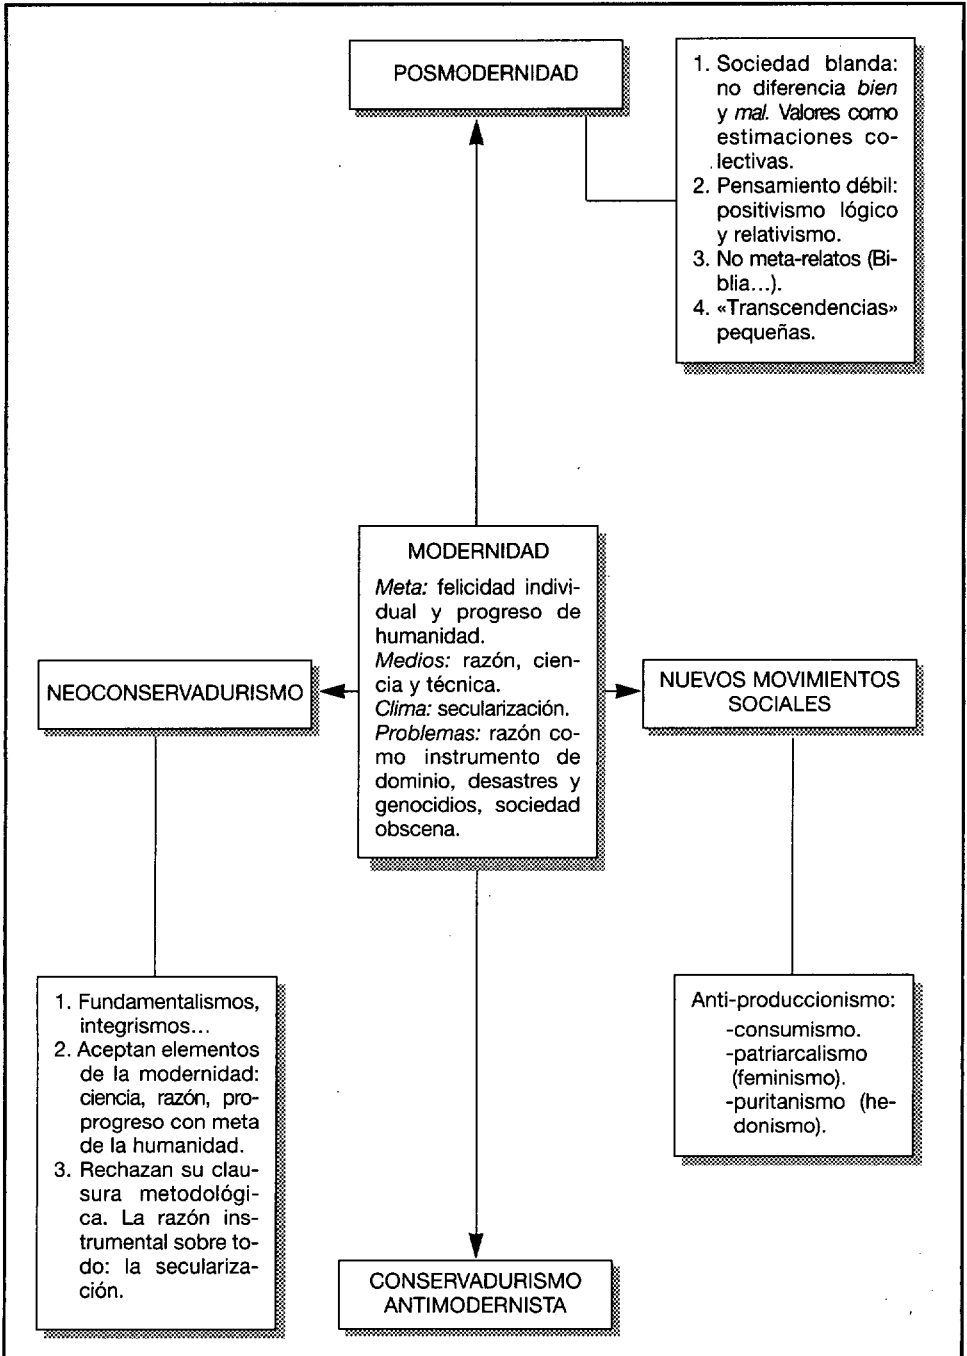 POSMODERNIDAD
1. Sociedad blanda:
no diferencia bien
y mal. Valores como
estimaciones co-
lectivas.
2. Pensamiento débil:
positivismo lógico
y relativismo.
3. No meta-relatos (Bi-
blia...).
4. «Transcendencias»
pequeñas.
MODERNIDAD
Meta: felicidad indivi-
dual y progreso de
humanidad.
Medios: razón, cien-
cia y técnica.
Clima: secularización.
Problemas: razón co-
mo instrumento de
dominio, desastres y
genocidios, sociedad
obscena.
NEOCONSERVADURISMO
NUEVOS MOVIMIENTOS
SOCIALES
1. Fundamentalismos,
integrismos...
2. Aceptan elementos
de la modernidad:
ciencia, razón, pro-
progreso con meta
de la humanidad.
3. Rechazan su clau-
sura metodológi-
ca. La razón ins-
trumental sobre to-
do: la seculariza-
ción.
Anti-produccionismo:
-consumismo.
-patriarcalismo
(feminismo).
-puritanismo (he-
donismo).
CONSERVADURISMO
ANTIMODERNISTA